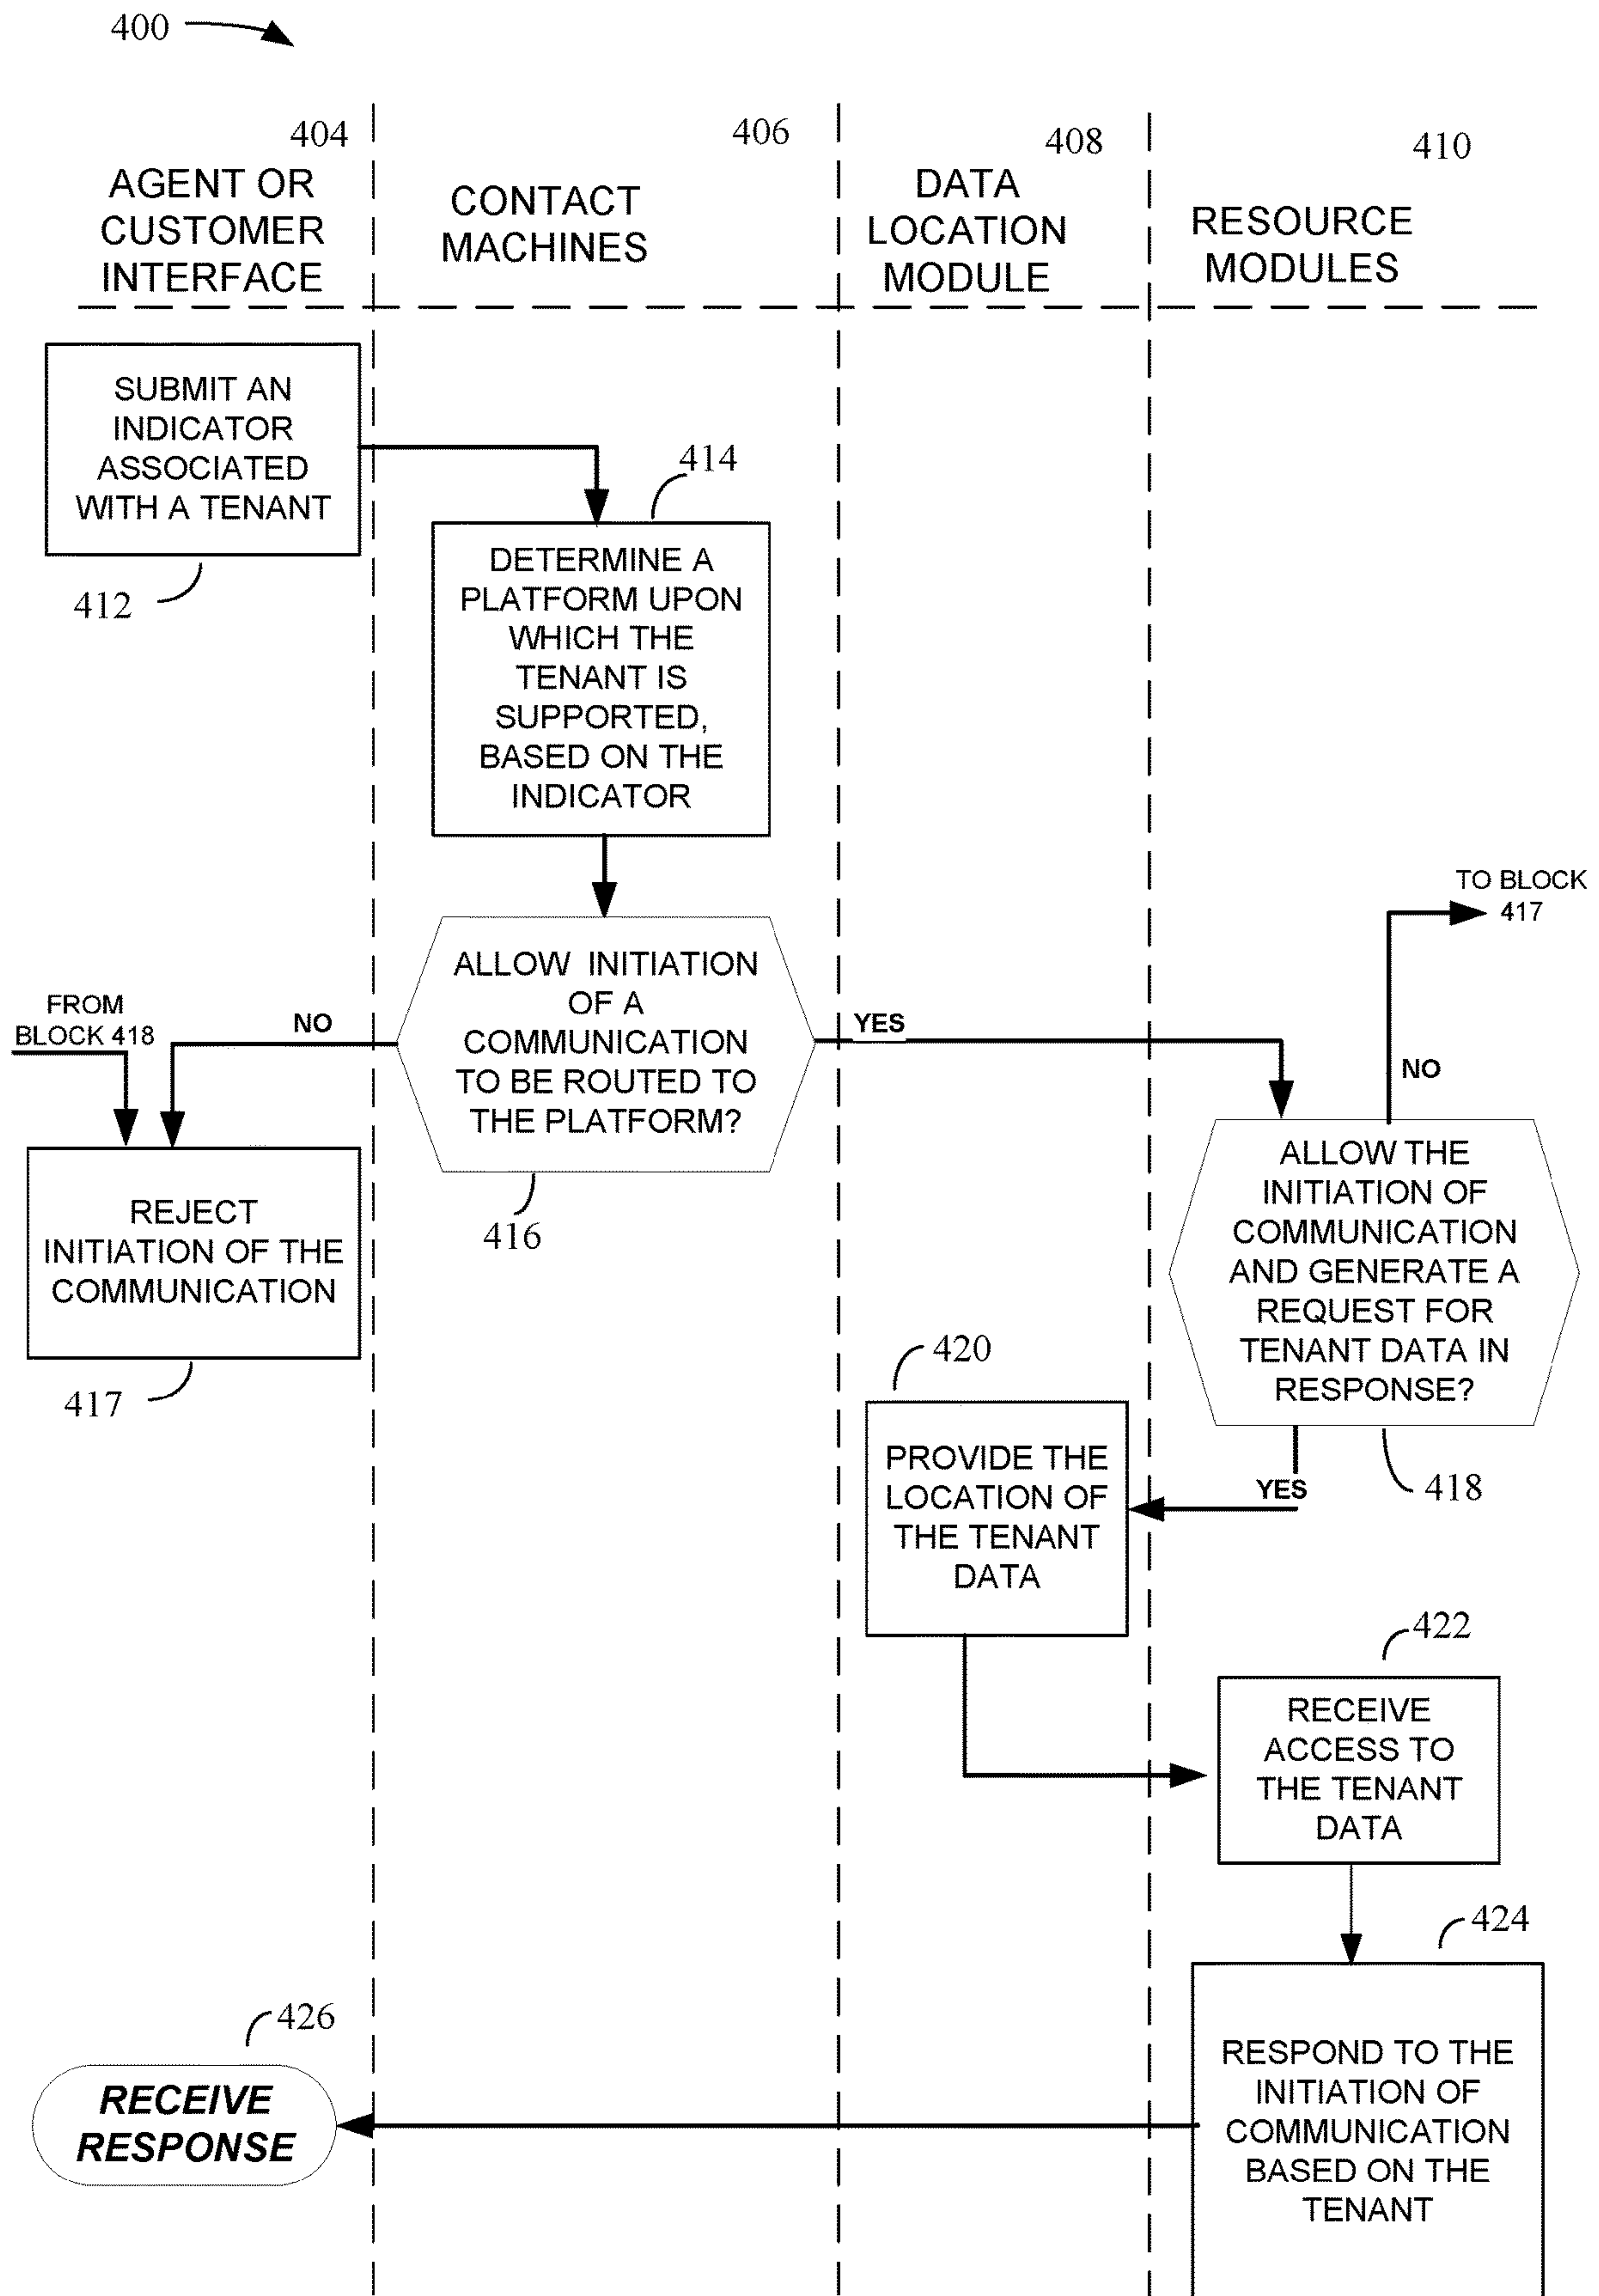 400
404
AGENT OR
CUSTOMER
INTERFACE
406
CONTACT
MACHINES
408
DATA
LOCATION
MODULE
410
RESOURCE
MODULES
SUBMIT AN
INDICATOR
ASSOCIATED
WITH A TENANT
412
414
DETERMINE A
PLATFORM UPON
WHICH THE
TENANT IS
SUPPORTED,
BASED ON THE
INDICATOR
TO BLOCK
417
NO
ALLOW INITIATION
OF A
COMMUNICATION
TO BE ROUTED TO
THE PLATFORM?
416
NO
YES
FROM
BLOCK 418
REJECT
INITIATION OF THE
COMMUNICATION
417
ALLOW THE
INITIATION OF
COMMUNICATION
AND GENERATE A
REQUEST FOR
TENANT DATA IN
RESPONSE?
418
YES
420
PROVIDE THE
LOCATION OF
THE TENANT
DATA
422
RECEIVE
ACCESS TO
THE TENANT
DATA
424
RESPOND TO THE
INITIATION OF
COMMUNICATION
BASED ON THE
TENANT
426
RECEIVE
RESPONSE